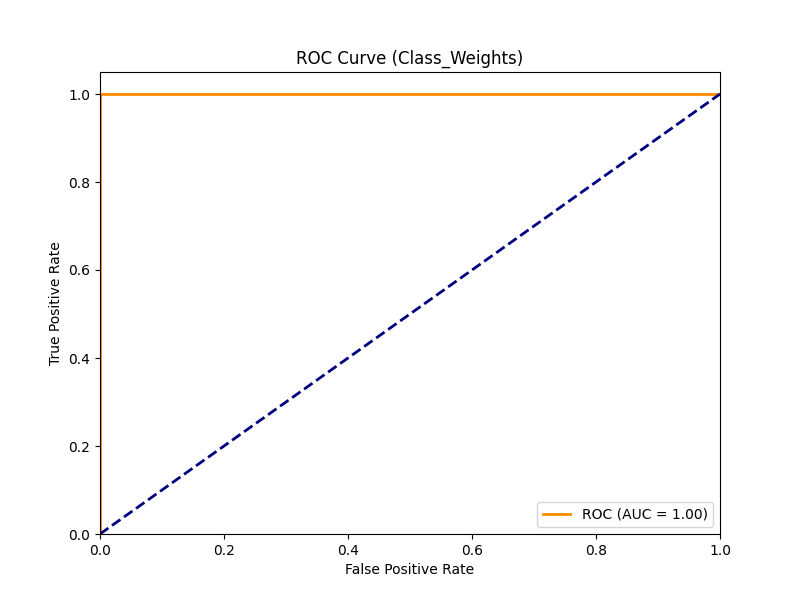 ROC Curve (Class_Weights)
True Positive Rate
1.0
0.8
0.6
0.4
0.2
0.0
0.0 0.2 0.4 0.6 0.8 1.0
False Positive Rate
ROC (AUC = 1.00)